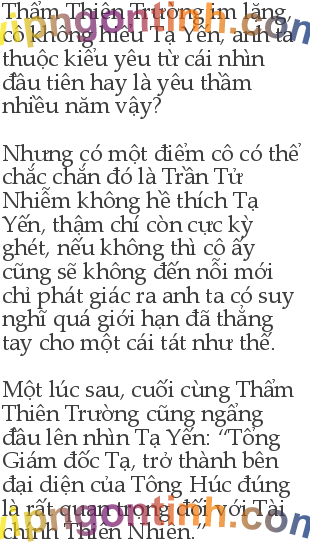 Thẩm Thiên Trường im lặng,
cô không hiểu Tạ Yến, anh ta
thuộc kiểu yêu từ cái nhìn
đầu tiên hay là yêu thầm
nhiều năm vậy?
Nhưng có một điểm cô có thể
chắc chắn đó là Trần Tử
Nhiễm không hề thích Tạ
Yến, thậm chí còn cực kỳ
ghét, nếu không thì cô ấy
cũng sẽ không đến nỗi mới
chỉ phát giác ra anh ta có suy
nghĩ quá giới hạn đã thẳng
tay cho một cái tát như thế.
Một lúc sau, cuối cùng Thẩm
Thiên Trường cũng ngẩng
đầu lên nhìn Tạ Yến: “Tổng
Giám đốc Tạ, trở thành bên
đại diện của Tông Húc đúng
là rất quan trọng đối với Tài
chính Thiên Nhiên.”
vpngontinh.com
vpngontinh.com